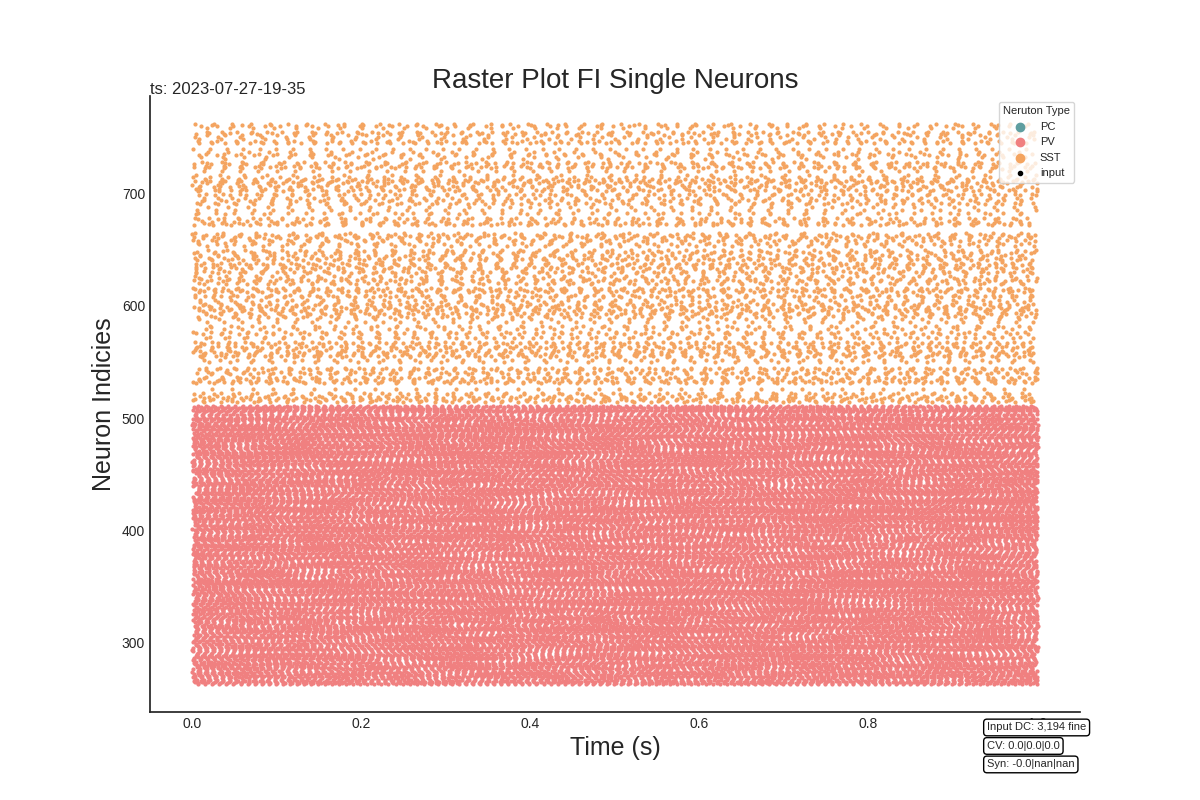 Raster Plot FI Single Neurons
ts: 2023-07-27-19-35
Neruton Type
PC
PV
SST
input
700
600
500
400
300
Neuron Indicies
0.0 0.2 0.4 0.6 0.8
Time (s)
Input DC: 3,194 fine
CV: 0.0|0.0|0.0
Syn: -0.0|nan|nan